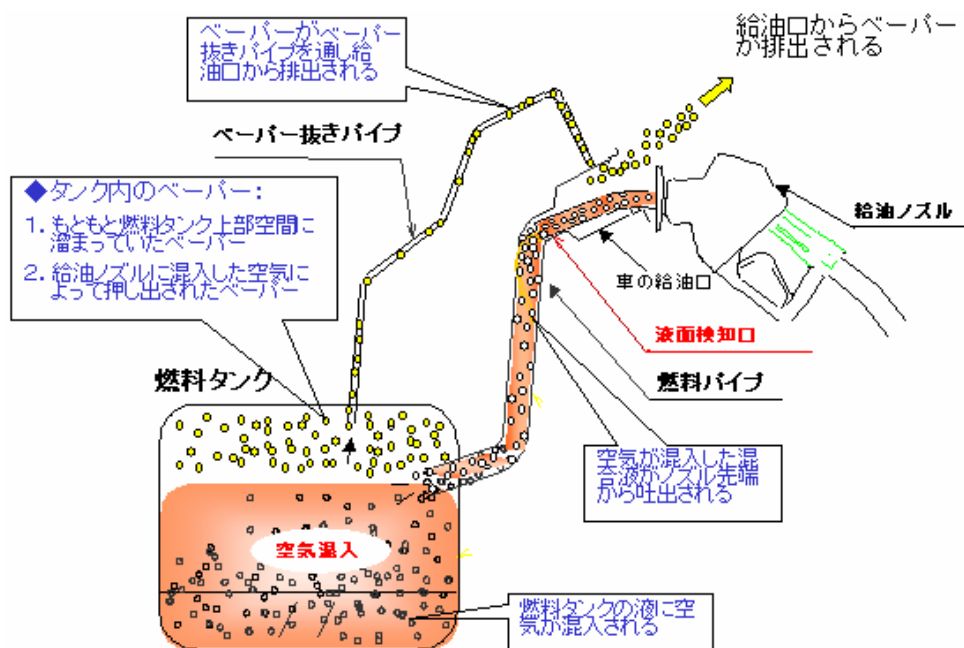 ベーパーがベーパー
抜きパイプを通し給
油口から排出される
給油口からベーパー
が排出される
ベーパー抜きパイプ
◆タンク内のベーパー：
1. もともと燃料タンク上部空間に
溜まっていたベーパー
2. 給油ノズルに混入した空気に
よって押し出されたベーパー
給油ノズル
車の給油口
液面検知口
燃料パイプ
燃料タンク
空気が混入した混
合液がノズル先端
から吐出される
空気混入
燃料タンクの液に空
気が混入される